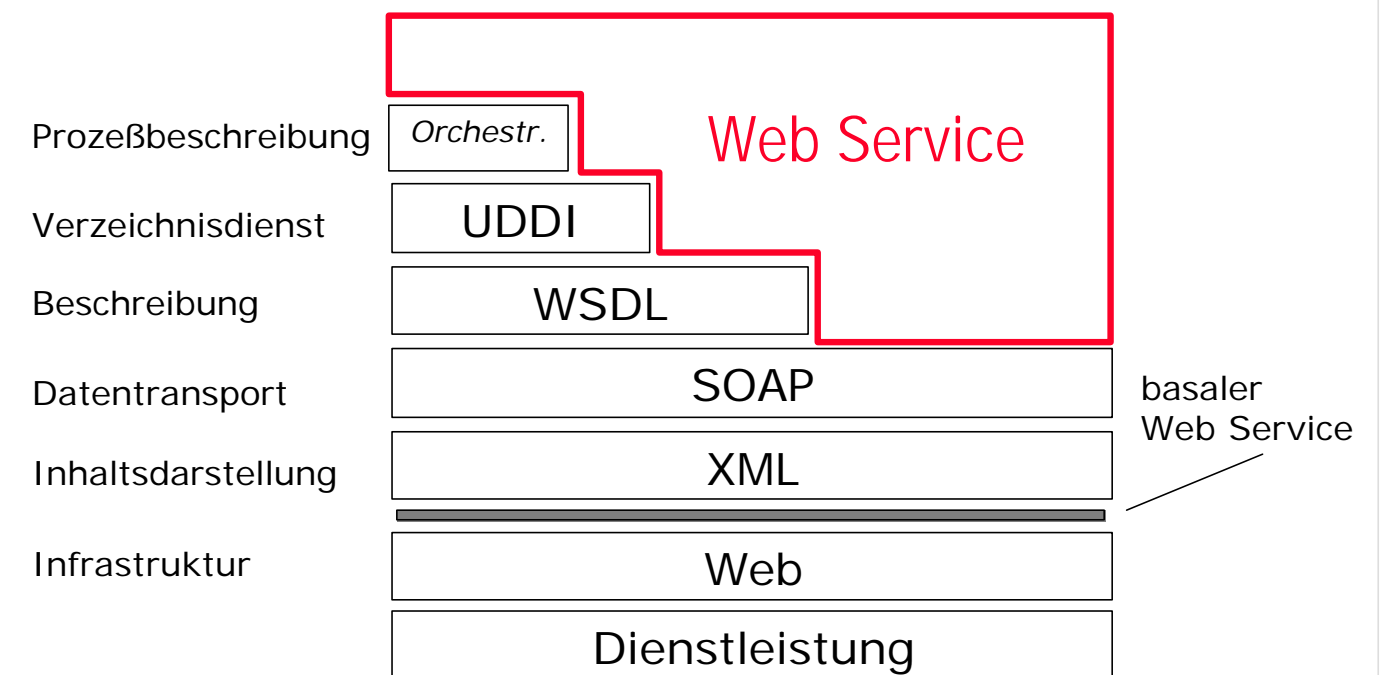 Web Service
Prozeßbeschreibung
Orchestr.
Verzeichnisdienst
UDDI
Beschreibung
WSDL
Datentransport
SOAP
basaler
Web Service
Inhaltsdarstellung
XML
Infrastruktur
Web
Dienstleistung